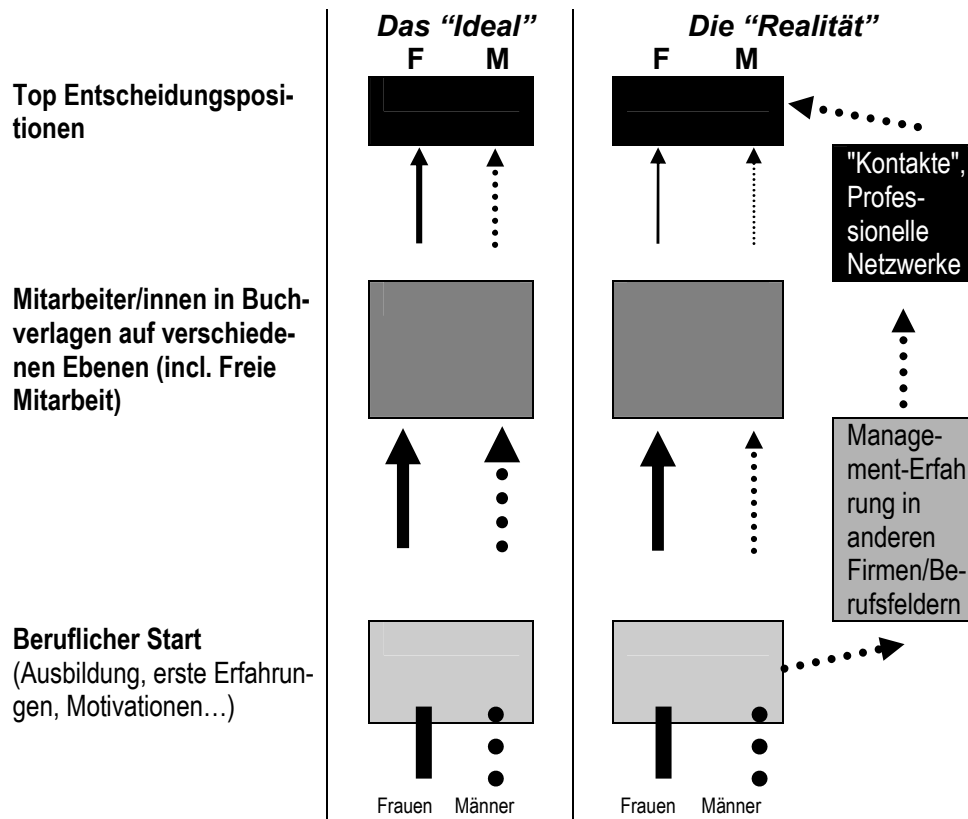 Das “Ideal”
Die “Realität”
F M
F M
Top Entscheidungsposi-
tionen
"Kontakte",
Profes-
sionelle
Netzwerke
Mitarbeiter/innen in Buch-
verlagen auf verschiede-
nen Ebenen (incl. Freie
Mitarbeit)
Manage-
ment-Erfah
rung in
anderen
Firmen/Be-
rufsfeldern
Beruflicher Start
(Ausbildung, erste Erfahrun-
gen, Motivationen…)
Frauen Männer
Frauen Männer